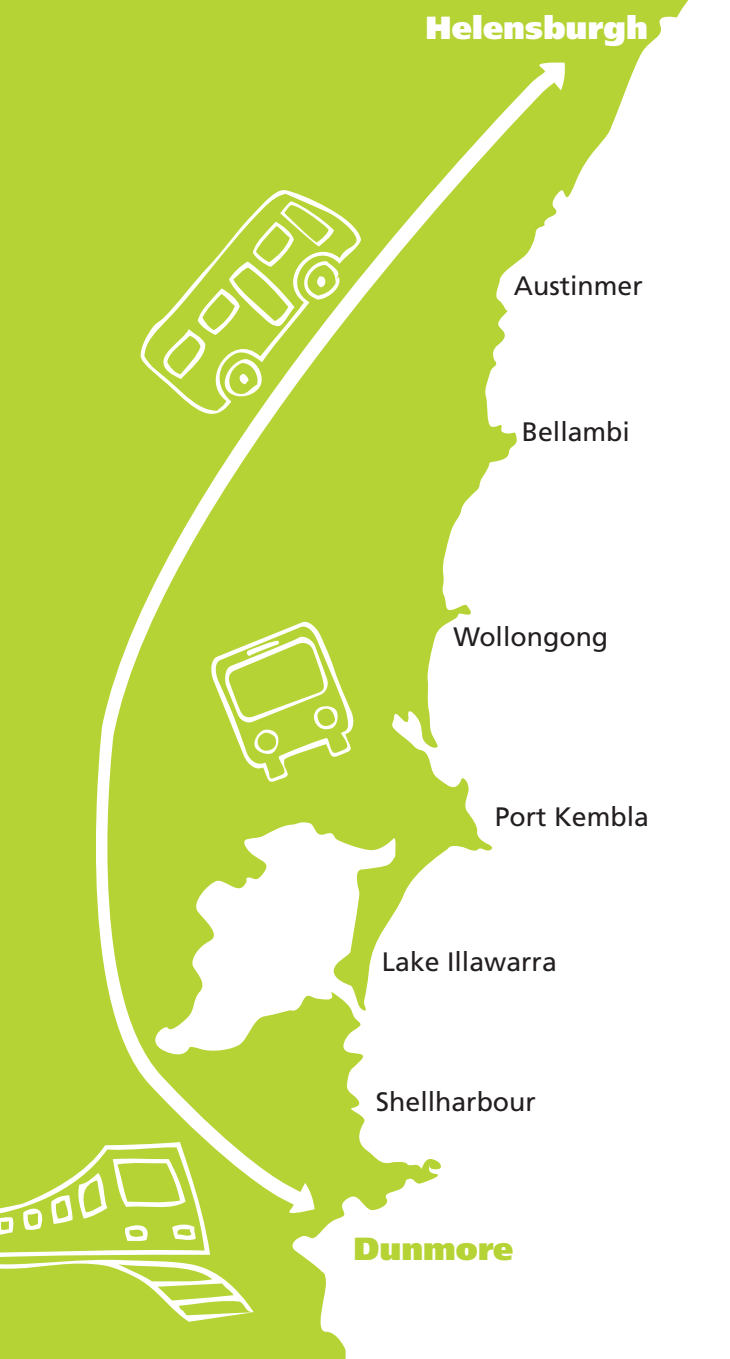 Helensburgh
Austinmer
Bellambi
Wollongong
Port Kembla
Lake Illawarra
Shellharbour
Dunmore